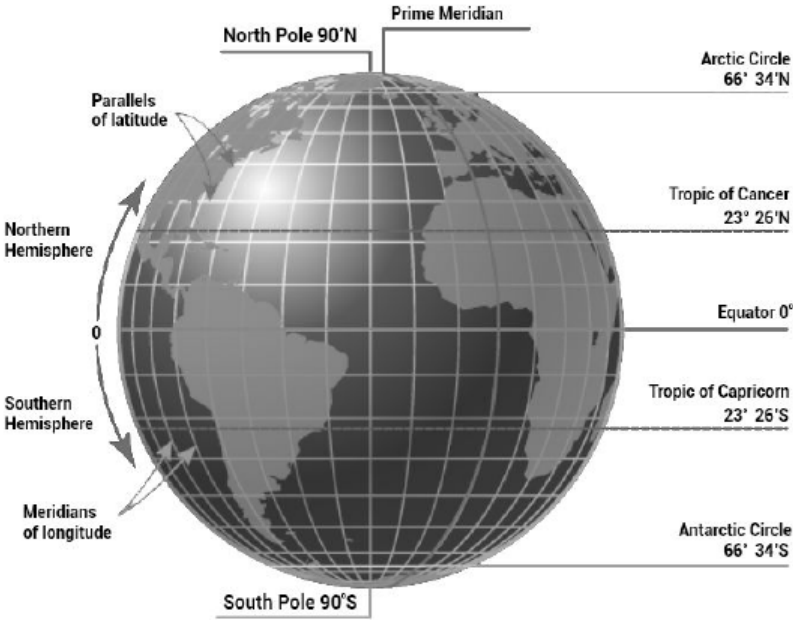 Prime Meridian
North Pole 90°N
Arctic Circle
66° 34'N
Parallels
of latitude
Tropic of Cancer
23° 26'N
Northern
Hemisphere
Equator 0°
0
Tropic of Capricorn
23° 26'S
Southern
Hemisphere
Meridians
of longitude
Antarctic Circle
66° 34'S
South Pole 90°S